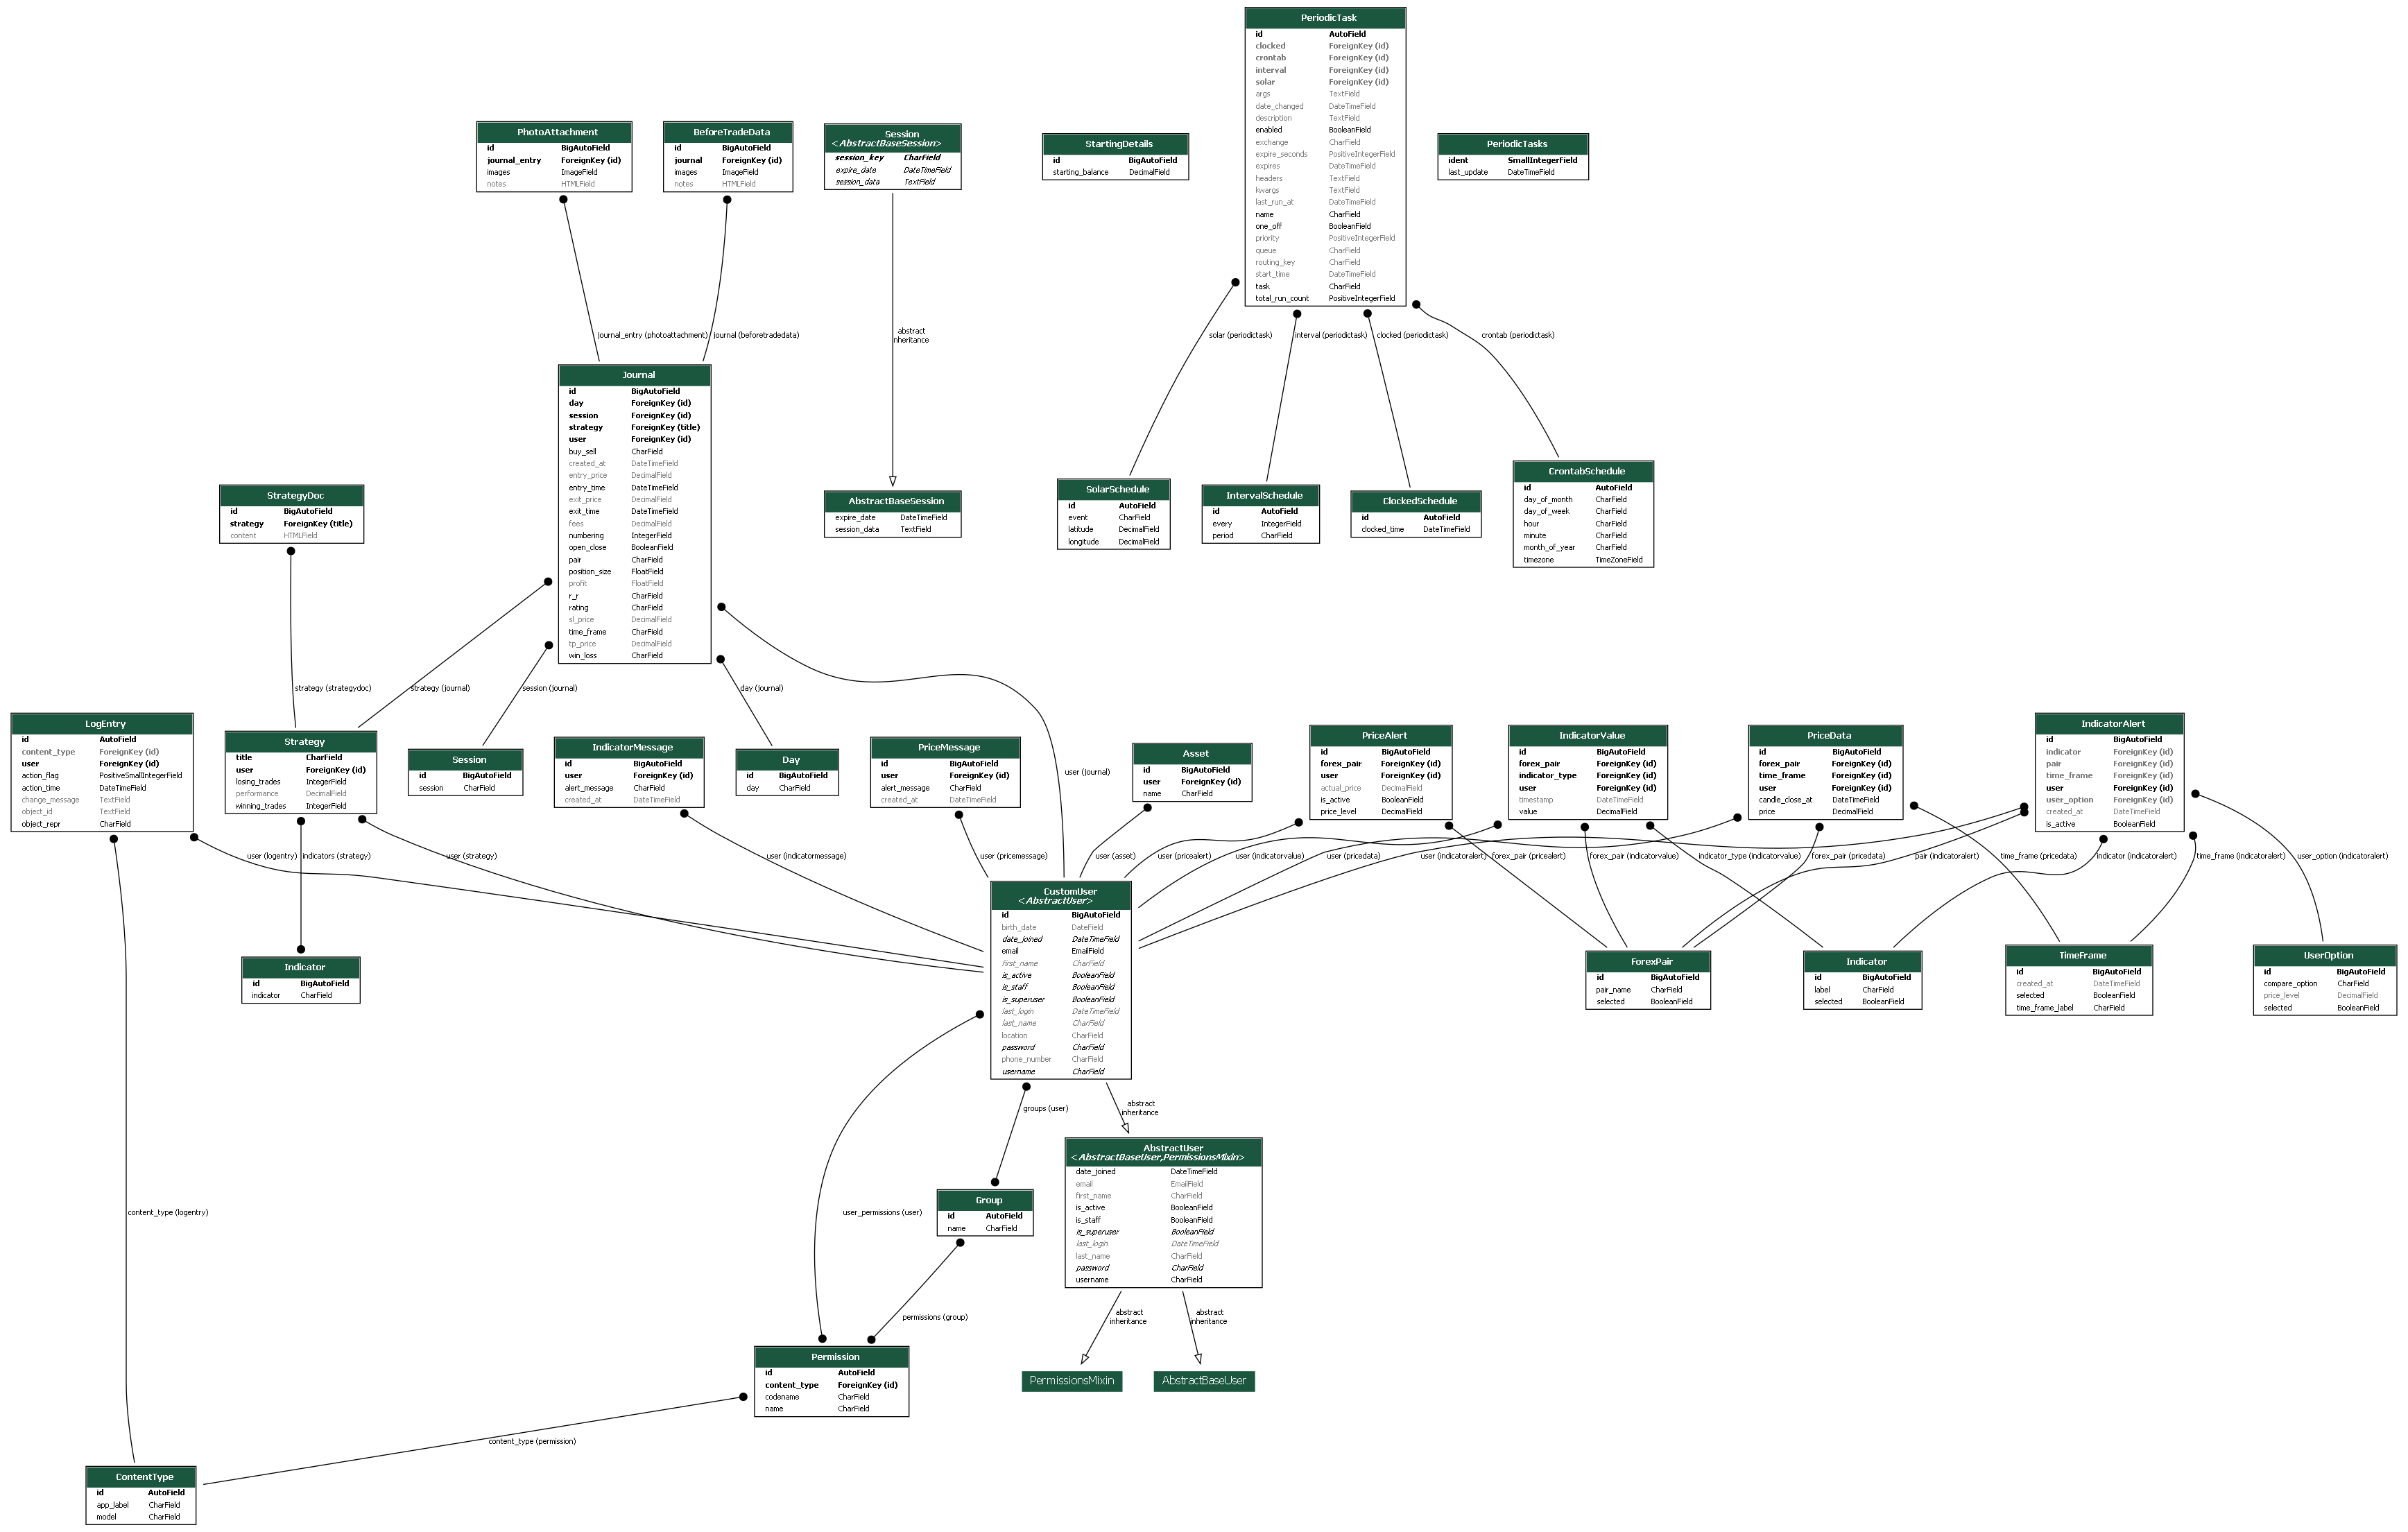 PeriodicTask
id AutoField
clocked ForeignKey (id)
crontab ForeignKey (id)
interval ForeignKey (id)
solar ForeignKey (id)
args TextField
date_changed DateTimeField
description TextField
enabled BooleanField
exchange CharField
expire_seconds PositiveIntegerField
expires DateTimeField
headers TextField
kwargs TextField
last_run_at DateTimeField
name CharField
one_off BooleanField
priority PositiveIntegerField
queue CharField
routing_key CharField
start_time DateTimeField
task CharField
total_run_count PositiveIntegerField
PhotoAttachment
id BigAutoField
journal_entry ForeignKey (id)
images ImageField
notes HTMLField
BeforeTradeData
id BigAutoField
journal ForeignKey (id)
images ImageField
notes HTMLField
Session
<AbstractBaseSession>
session_key CharField
expire_date DateTimeField
session_data TextField
StartingDetails
id BigAutoField
starting_balance DecimalField
PeriodicTasks
ident SmallIntegerField
last_update DateTimeField
journal_entry (photoattachment)
journal (beforetradedata)
abstract
inheritance
solar (periodictask)
interval (periodictask)
clocked (periodictask)
crontab (periodictask)
Journal
id BigAutoField
day ForeignKey (id)
session ForeignKey (id)
strategy ForeignKey (title)
user ForeignKey (id)
buy_sell CharField
created_at DateTimeField
entry_price DecimalField
entry_time DateTimeField
exit_price DecimalField
exit_time DateTimeField
fees DecimalField
numbering IntegerField
open_close BooleanField
pair CharField
position_size FloatField
profit FloatField
r_r CharField
rating CharField
sl_price DecimalField
time_frame CharField
tp_price DecimalField
win_loss CharField
StrategyDoc
id BigAutoField
strategy ForeignKey (title)
content HTMLField
AbstractBaseSession
expire_date DateTimeField
session_data TextField
SolarSchedule
id AutoField
event CharField
latitude DecimalField
longitude DecimalField
IntervalSchedule
id AutoField
every IntegerField
period CharField
ClockedSchedule
id AutoField
clocked_time DateTimeField
CrontabSchedule
id AutoField
day_of_month CharField
day_of_week CharField
hour CharField
minute CharField
month_of_year CharField
timezone TimeZoneField
strategy (strategydoc)
strategy (journal)
session (journal)
day (journal)
user (journal)
LogEntry
id AutoField
content_type ForeignKey (id)
user ForeignKey (id)
action_flag PositiveSmallIntegerField
action_time DateTimeField
change_message TextField
object_id TextField
object_repr CharField
Strategy
title CharField
user ForeignKey (id)
losing_trades IntegerField
performance DecimalField
winning_trades IntegerField
Session
id BigAutoField
session CharField
IndicatorMessage
id BigAutoField
user ForeignKey (id)
alert_message CharField
created_at DateTimeField
Day
id BigAutoField
day CharField
PriceMessage
id BigAutoField
user ForeignKey (id)
alert_message CharField
created_at DateTimeField
Asset
id BigAutoField
user ForeignKey (id)
name CharField
PriceAlert
id BigAutoField
forex_pair ForeignKey (id)
user ForeignKey (id)
actual_price DecimalField
is_active BooleanField
price_level DecimalField
IndicatorValue
id BigAutoField
forex_pair ForeignKey (id)
indicator_type ForeignKey (id)
user ForeignKey (id)
timestamp DateTimeField
value DecimalField
PriceData
id BigAutoField
forex_pair ForeignKey (id)
time_frame ForeignKey (id)
user ForeignKey (id)
candle_close_at DateTimeField
price DecimalField
IndicatorAlert
id BigAutoField
indicator ForeignKey (id)
pair ForeignKey (id)
time_frame ForeignKey (id)
user ForeignKey (id)
user_option ForeignKey (id)
created_at DateTimeField
is_active BooleanField
user (logentry)
indicators (strategy)
user (strategy)
user (indicatormessage)
user (pricemessage)
user (asset)
user (pricealert)
user (indicatorvalue)
user (pricedata)
user (indicatoralert)
forex_pair (pricealert)
forex_pair (indicatorvalue)
indicator_type (indicatorvalue)
forex_pair (pricedata)
pair (indicatoralert)
time_frame (pricedata)
indicator (indicatoralert)
time_frame (indicatoralert)
user_option (indicatoralert)
CustomUser
<AbstractUser>
id BigAutoField
birth_date DateField
date_joined DateTimeField
email EmailField
first_name CharField
is_active BooleanField
is_staff BooleanField
is_superuser BooleanField
last_login DateTimeField
last_name CharField
location CharField
password CharField
phone_number CharField
username CharField
Indicator
id BigAutoField
indicator CharField
ForexPair
id BigAutoField
pair_name CharField
selected BooleanField
Indicator
id BigAutoField
label CharField
selected BooleanField
TimeFrame
id BigAutoField
created_at DateTimeField
selected BooleanField
time_frame_label CharField
UserOption
id BigAutoField
compare_option CharField
price_level DecimalField
selected BooleanField
groups (user)
abstract
inheritance
AbstractUser
<AbstractBaseUser,PermissionsMixin>
date_joined DateTimeField
email EmailField
first_name CharField
is_active BooleanField
is_staff BooleanField
is_superuser BooleanField
last_login DateTimeField
last_name CharField
password CharField
username CharField
content_type (logentry)
user_permissions (user)
Group
id AutoField
name CharField
permissions (group)
abstract
inheritance
abstract
inheritance
Permission
id AutoField
content_type ForeignKey (id)
codename CharField
name CharField
PermissionsMixin
AbstractBaseUser
content_type (permission)
ContentType
id AutoField
app_label CharField
model CharField